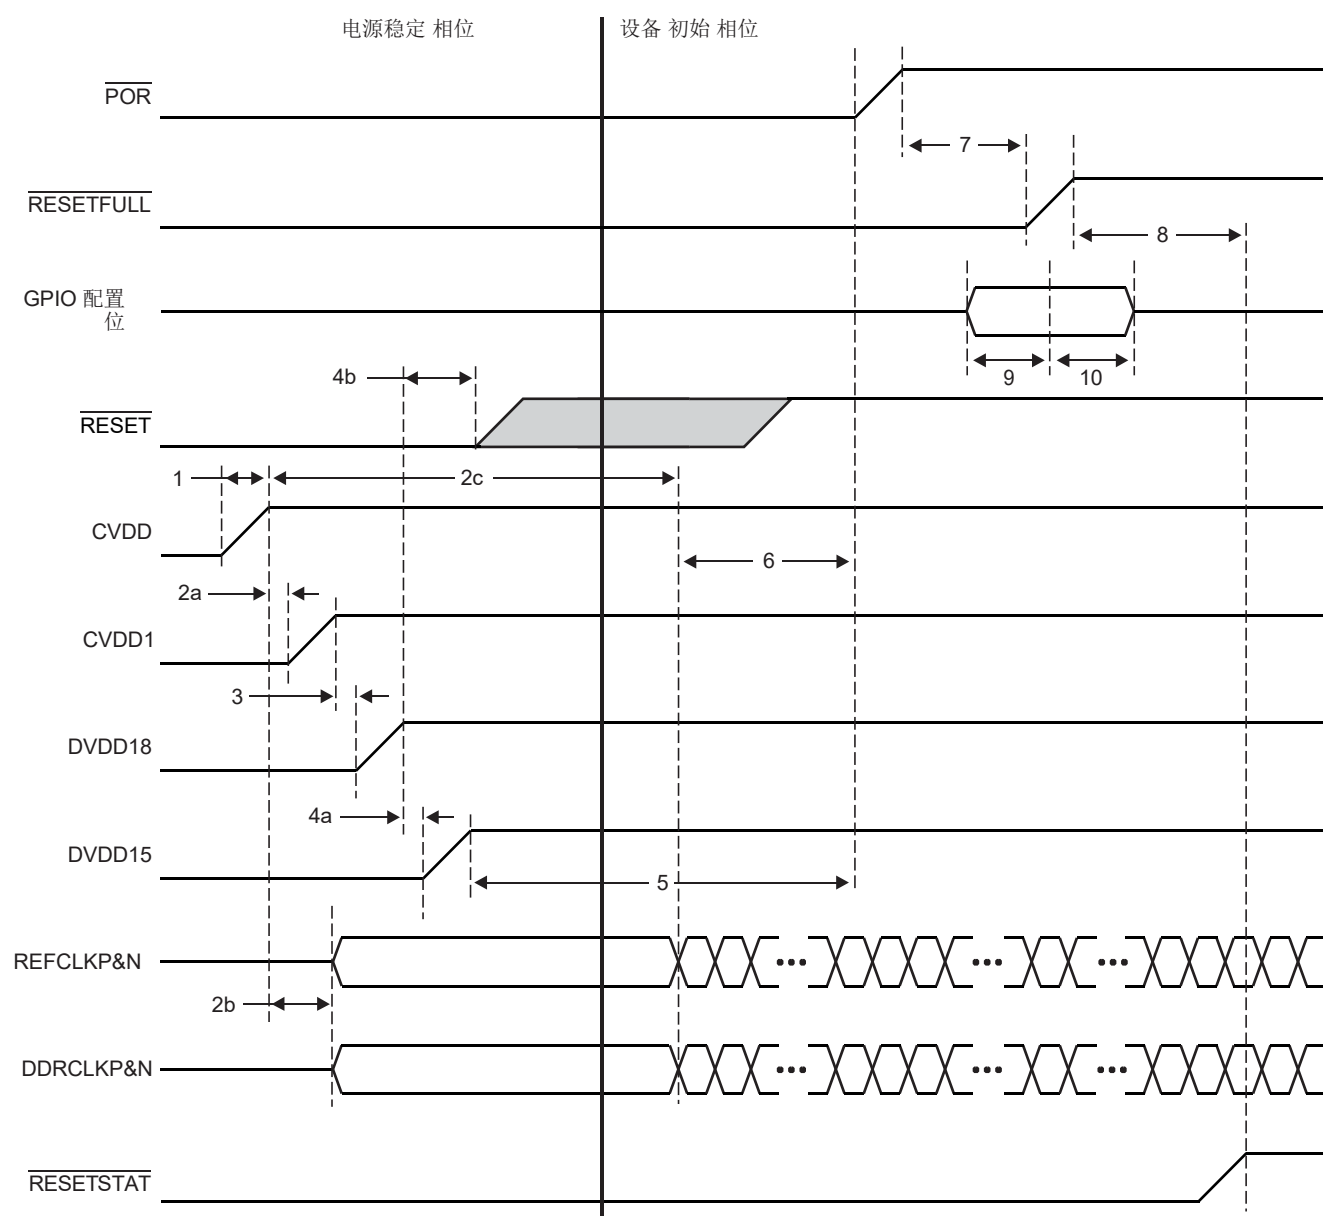 电源稳定 相位
设备 初始 相位
POR
7
RESETFULL
8
GPIO 配置
位
9
10
4b
RESET
1
2c
CVDD
6
2a
CVDD1
3
DVDD18
4a
DVDD15
5
REFCLKP&N
2b
DDRCLKP&N
RESETSTAT